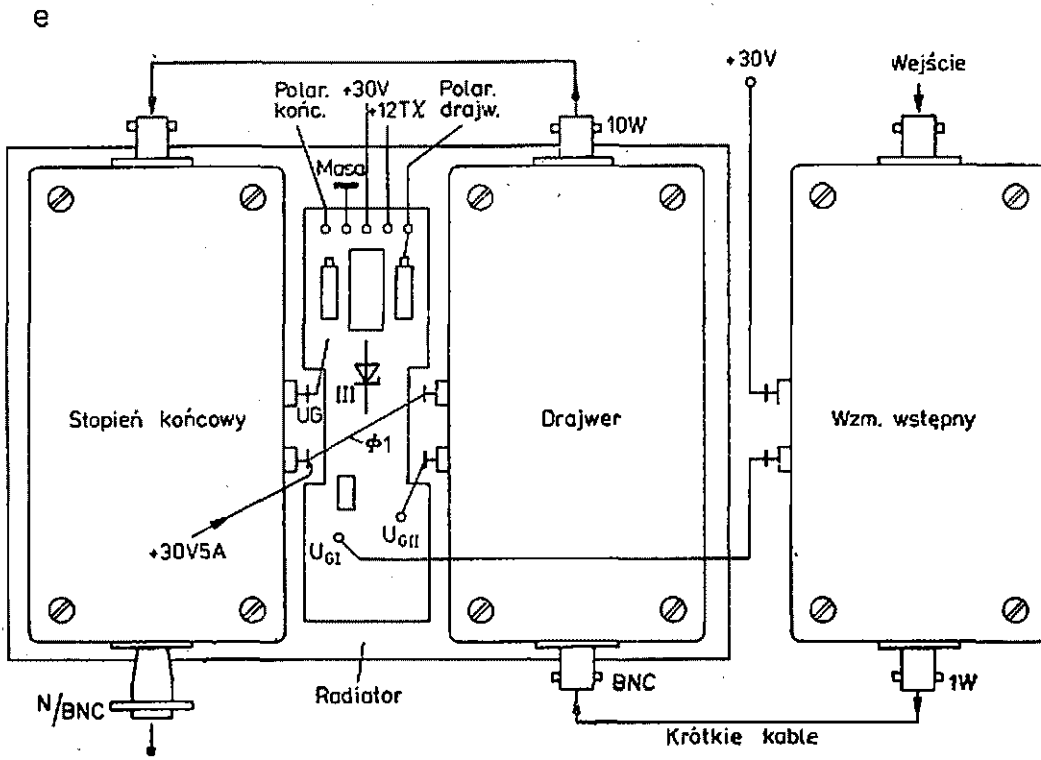 e
+30V
Wejście
Polar. +30V
końc.
+12TX
Polar.
drajw.
10W
Masa
Stopień końcowy
UG
III
ϕ1
Drajwer
Wzm. wstępny
+30V5A
UGI
UGII
N/BNC
Radiator
BNC
1W
Krótkie kable